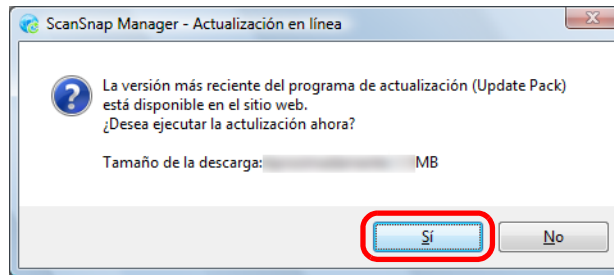 ScanSnap Manager - Actualización en línea
La versión más reciente del programa de actualización (Update Pack)
está disponible en el sitio web.
¿Desea ejecutar la actulización ahora?
Tamaño de la descarga: MB
Sí
No